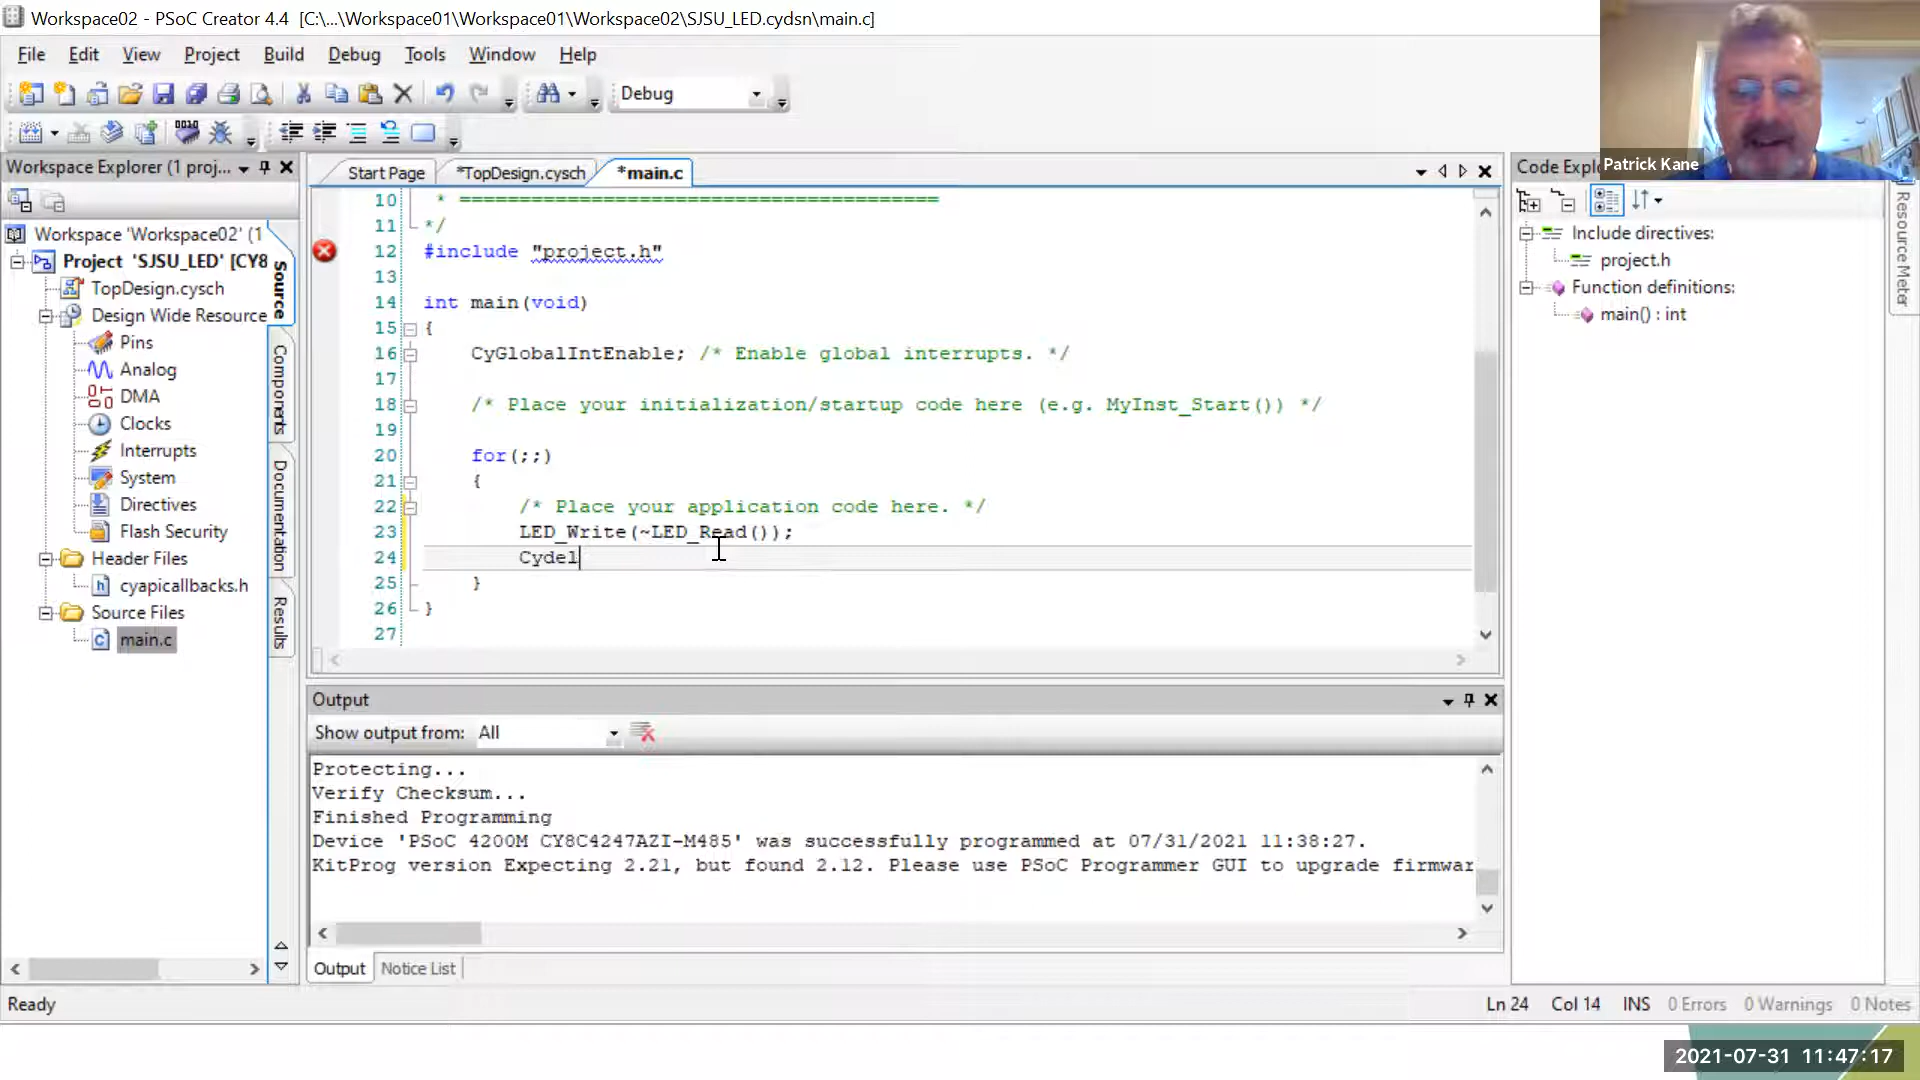 Workspace02 - PSoC Creator 4.4 [C:\...\Workspace01\Workspace01\Workspace02\SJSU_LED.cydsn\main.c]
File Edit View Project Build Debug Tools Window Help
Debug
Patrick Kane
Workspace Explorer (1 proj...
Start Page
*TopDesign.cysch
*main.c
Code Expl
Workspace 'Workspace02' (1
Project 'SJSU_LED' [CY8
TopDesign.cysch
Design Wide Resource
Pins
Analog
DMA
Clocks
Interrupts
System
Directives
Flash Security
Header Files
cyapicallbacks.h
Source Files
main.c
Source
Components
Documentation
Results
10 * ========================================
11 */
12 #include "project.h"
13
14 int main(void)
15 {
16 CyGlobalIntEnable; /* Enable global interrupts. */
17
18 /* Place your initialization/startup code here (e.g. MyInst_Start()) */
19
20 for(;;)
21 {
22 /* Place your application code here. */
23 LED_Write(~LED_Read());
24 Cydel
25 }
26 }
27
Include directives:
project.h
Function definitions:
main() : int
Resource Meter
Output
Show output from: All
Protecting...
Verify Checksum...
Finished Programming
Device 'PSoC 4200M CY8C4247AZI-M485' was successfully programmed at 07/31/2021 11:38:27.
KitProg version Expecting 2.21, but found 2.12. Please use PSoC Programmer GUI to upgrade firmwar
Output Notice List
Ready
Ln 24 Col 14 INS 0 Errors 0 Warnings 0 Notes
2021-07-31 11:47:17